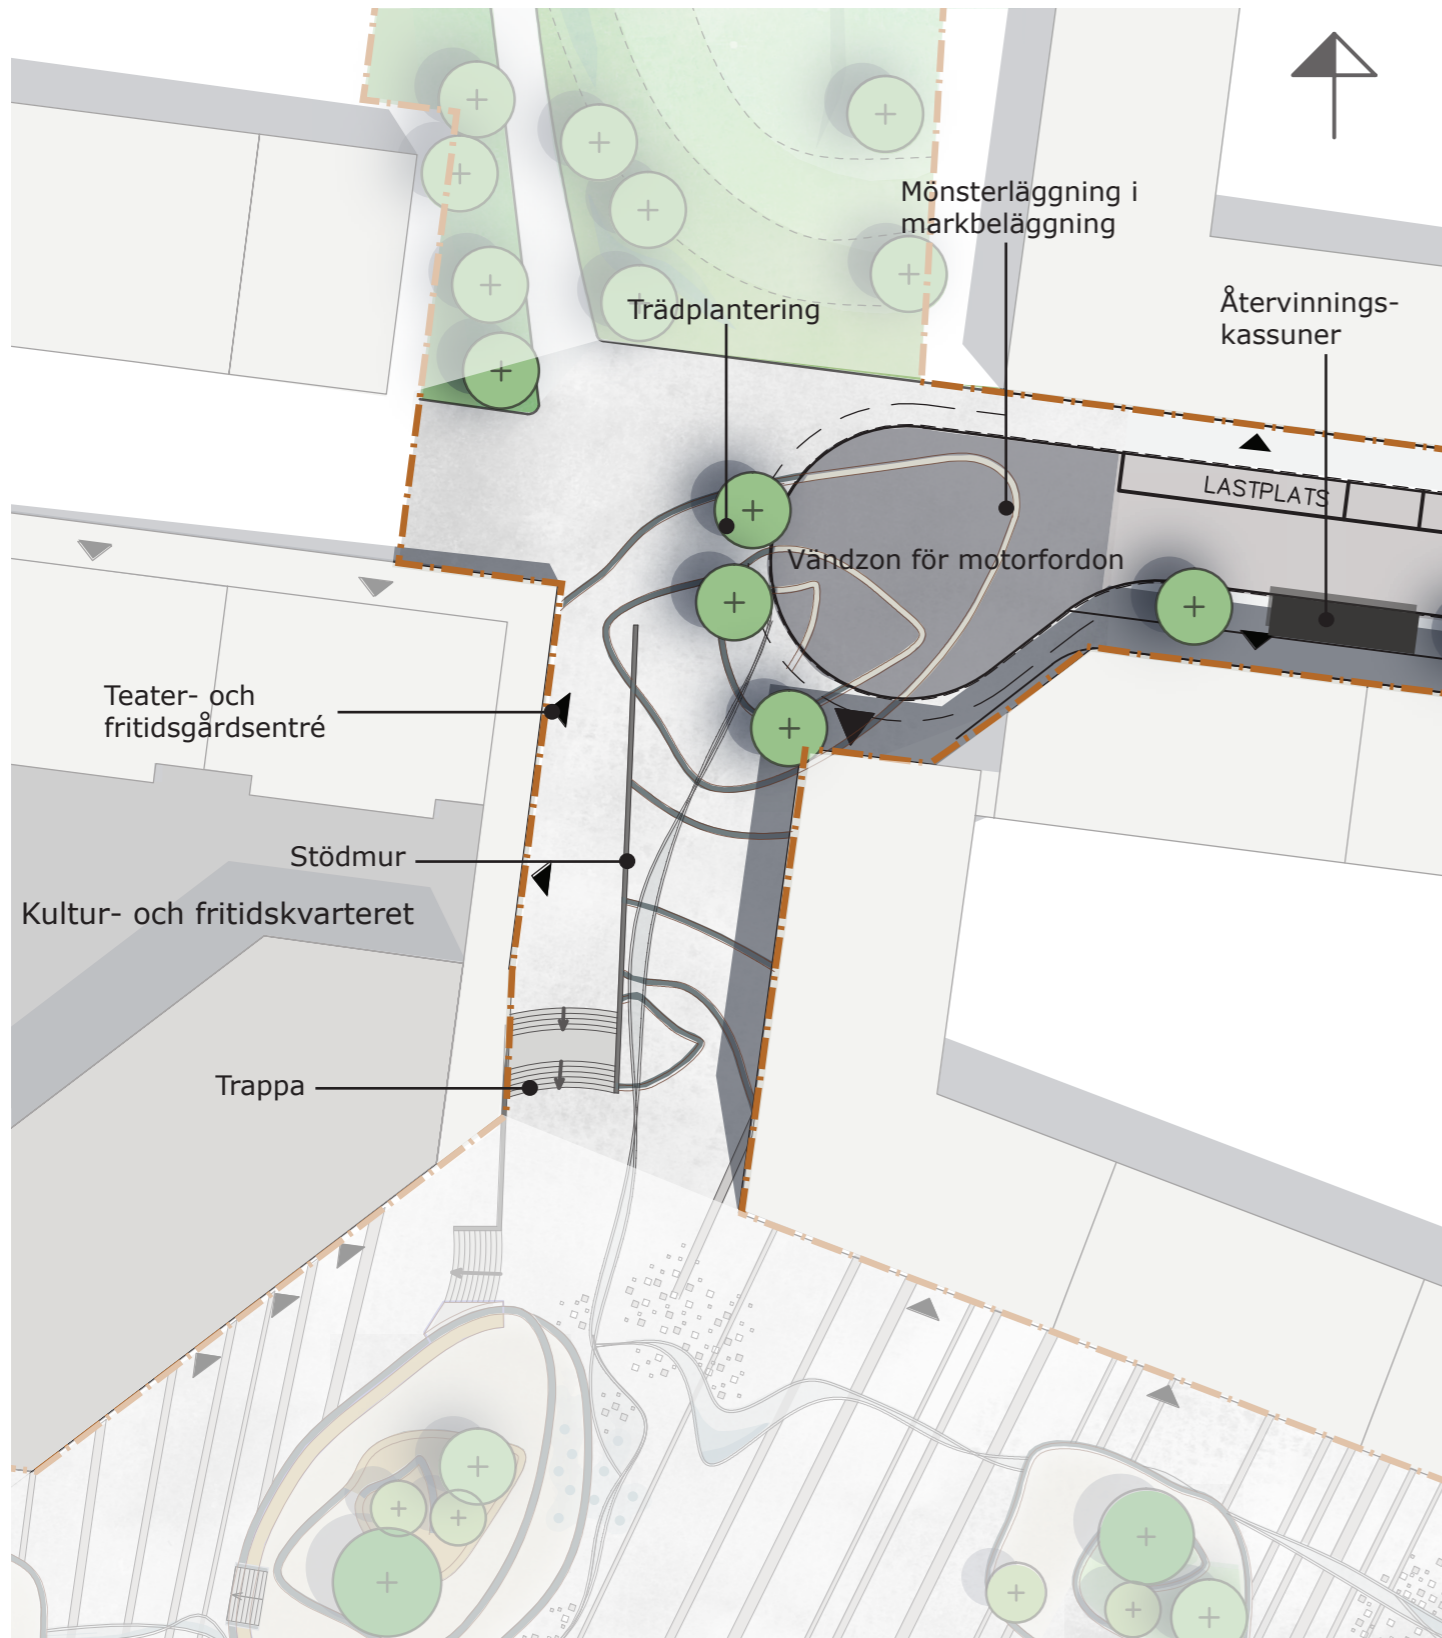 Mönsterläggning i
markbeläggning
Återvinnings-
kassuner
Trädplantering
LASTPLATS
Vändzon för motorfordon
Teater- och
fritidsgårdsentré
Stödmur
Kultur- och fritidskvarteret
Trappa